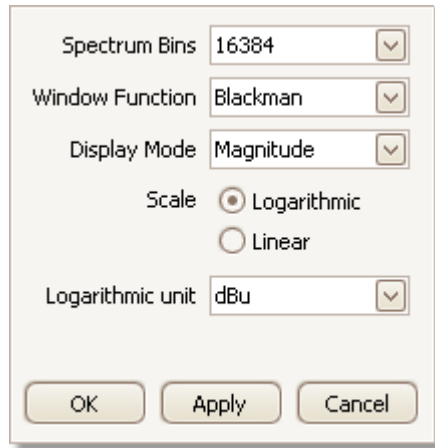 Spectrum Bins 16384
Window Function Blackman
Display Mode Magnitude
Scale Logarithmic
Linear
Logarithmic unit dBu
OK Apply Cancel